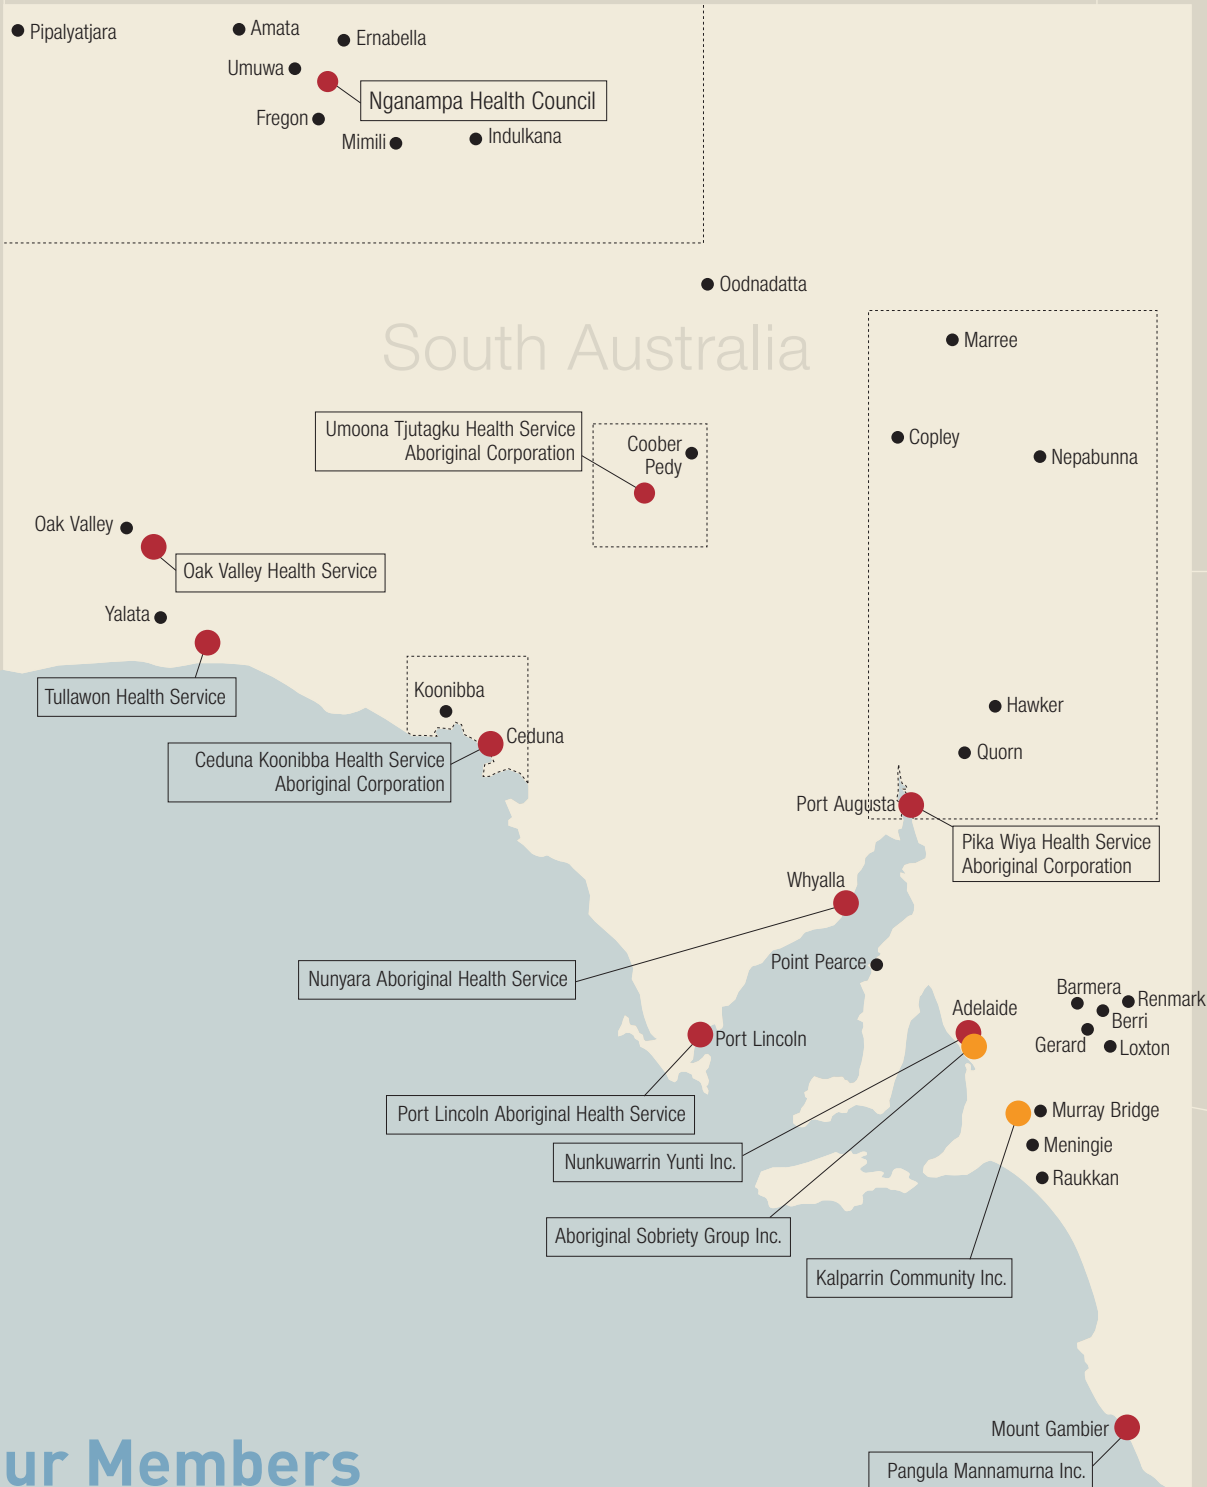 Pipalyatjara
Amata
Ernabella
Umuwa
Nganampa Health Council
Fregon
Mimili
Indulkana
Oodnadatta
South Australia
Marree
Umoona Tjutagku Health Service
Aboriginal Corporation
Coober
Pedy
Copley
Nepabunna
Oak Valley
Oak Valley Health Service
Yalata
Tullawon Health Service
Koonibba
Ceduna
Ceduna Koonibba Health Service
Aboriginal Corporation
Hawker
Quorn
Port Augusta
Pika Wiya Health Service
Aboriginal Corporation
Whyalla
Nunyara Aboriginal Health Service
Point Pearce
Barmera
Renmark
Adelaide
Berri
Gerard
Loxton
Port Lincoln
Port Lincoln Aboriginal Health Service
Murray Bridge
Meningie
Nunkuwarrin Yunti Inc.
Raukkan
Aboriginal Sobriety Group Inc.
Kalparrin Community Inc.
Mount Gambier
ur Members
Pangula Mannamurna Inc.